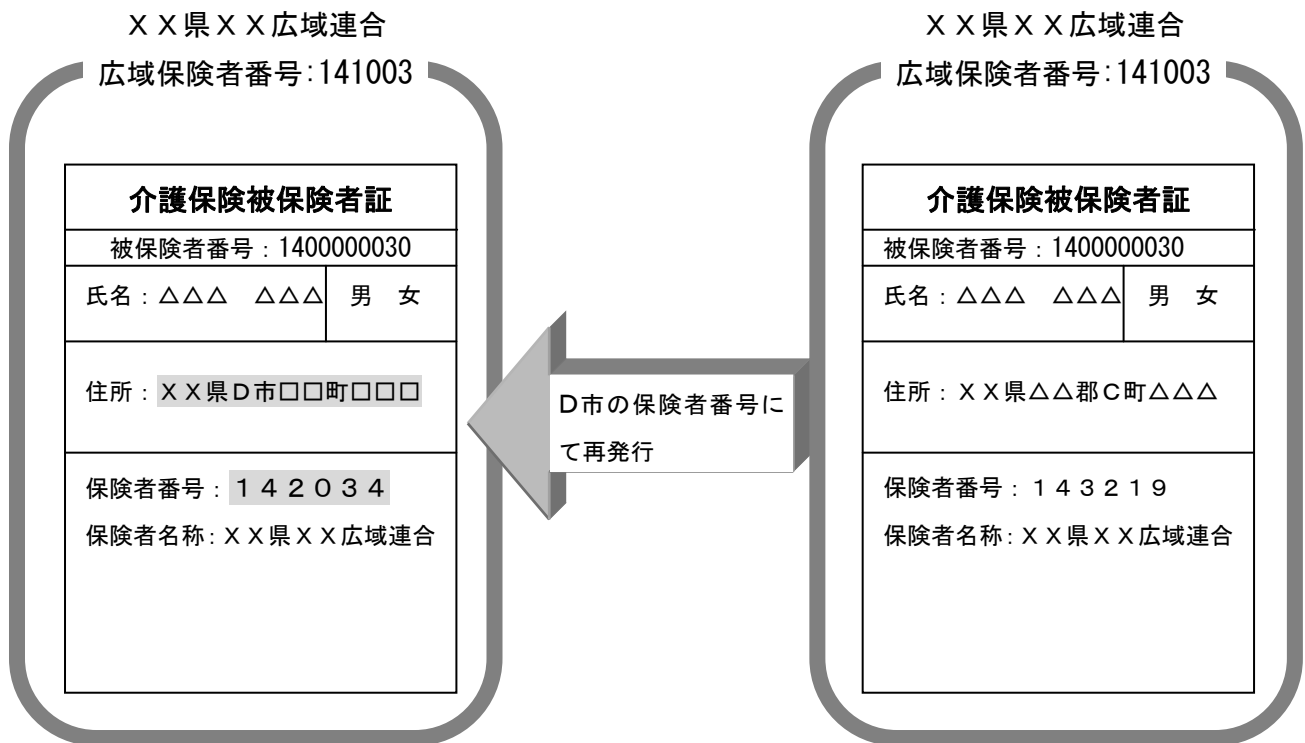 ＸＸ県ＸＸ広域連合
広域保険者番号：141003
介護保険被保険者証
被保険者番号：1400000030
氏名：△△△　△△△　男　女
住所：ＸＸ県Ｄ市□□町□□□
保険者番号：１４２０３４
保険者名称：ＸＸ県ＸＸ広域連合
Ｄ市の保険者番号に
て再発行
ＸＸ県ＸＸ広域連合
広域保険者番号：141003
介護保険被保険者証
被保険者番号：1400000030
氏名：△△△　△△△　男　女
住所：ＸＸ県△△郡Ｃ町△△△
保険者番号：１４３２１９
保険者名称：ＸＸ県ＸＸ広域連合